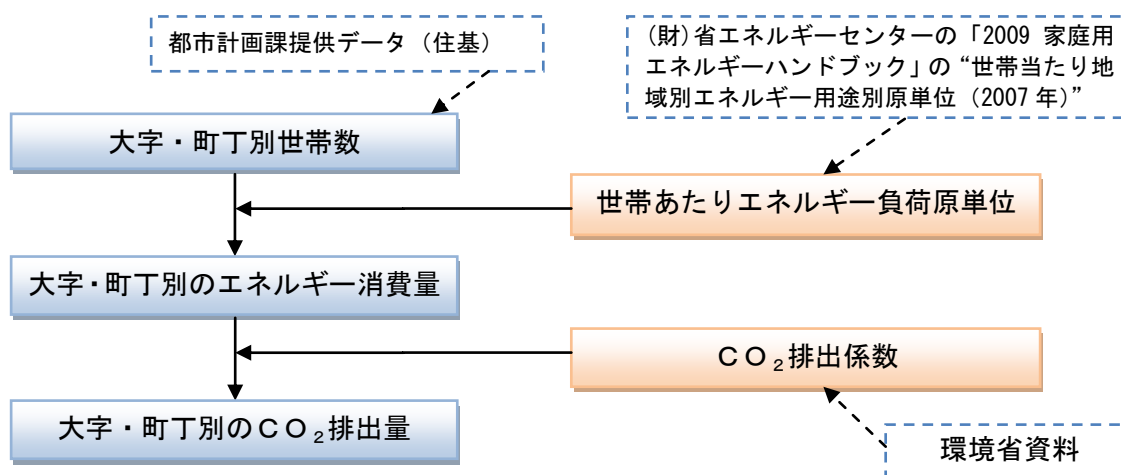 都市計画課提供データ（住基）
(財)省エネルギーセンターの「2009 家庭用
エネルギーハンドブック」の“世帯当たり地
域別エネルギー用途別原単位（2007 年）”
大字・町丁別世帯数
世帯あたりエネルギー負荷原単位
大字・町丁別のエネルギー消費量
ＣＯ₂排出係数
大字・町丁別のＣＯ₂排出量
環境省資料